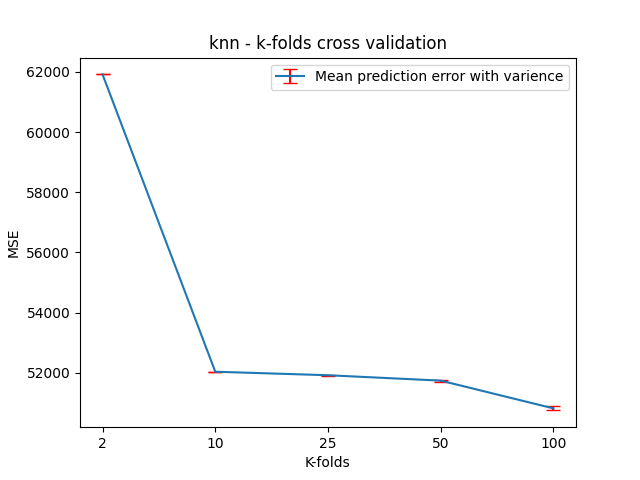 knn - k-folds cross validation
Mean prediction error with varience
62000
60000
58000
56000
54000
52000
MSE
2
10
25
50
100
K-folds